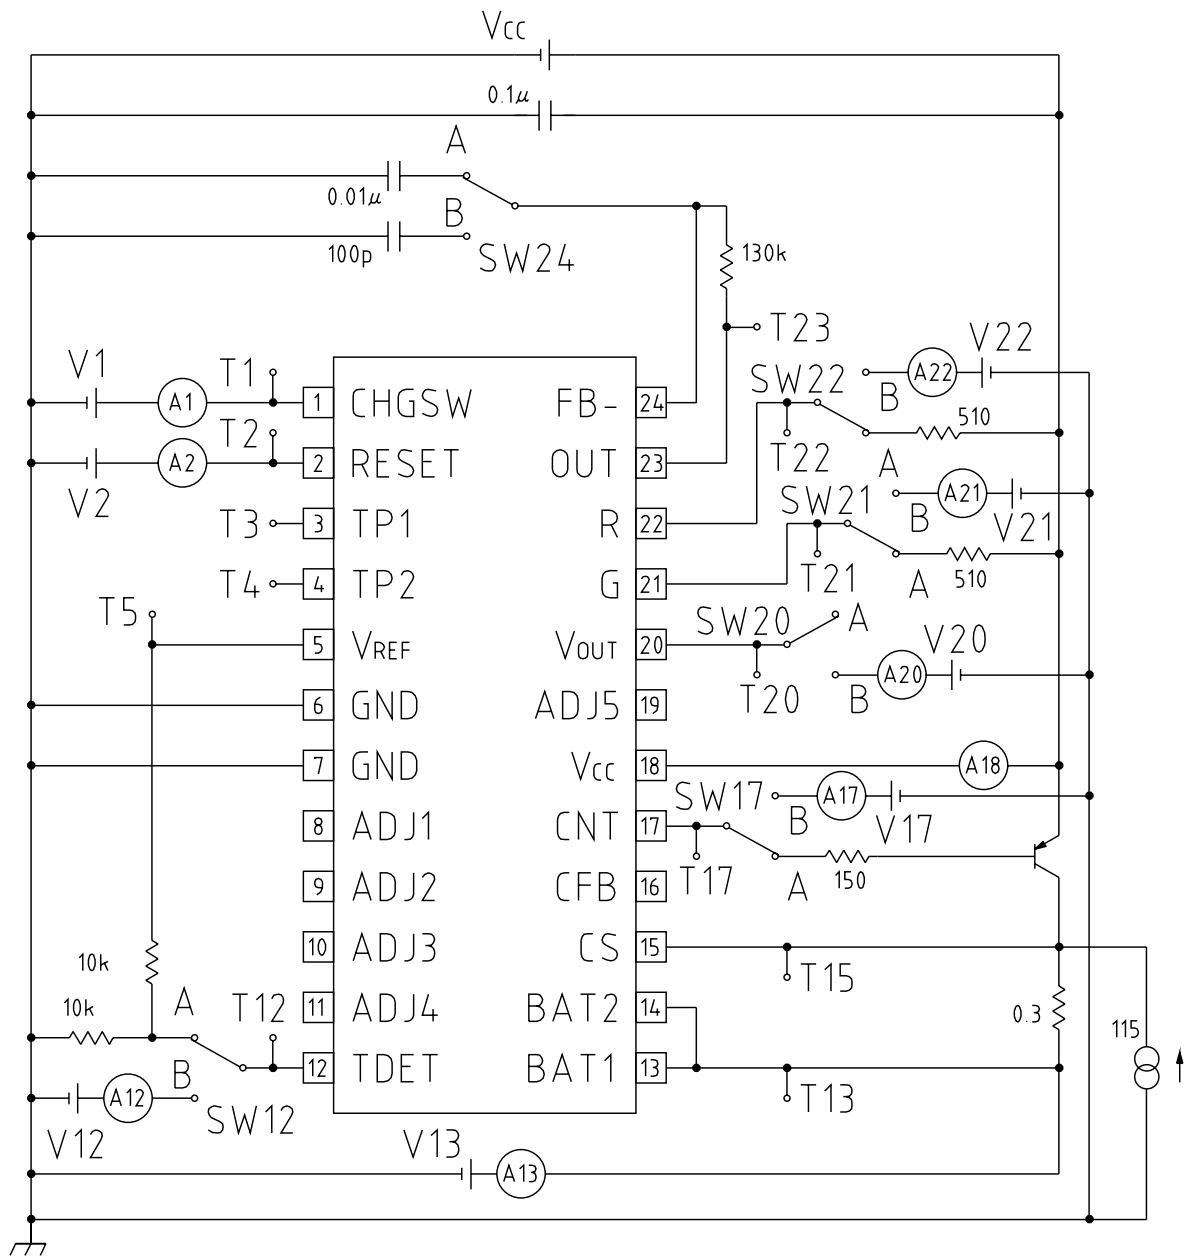 Vcc
0.1μ
A
0.01μ
B
100p
SW24
130k
T23
V22
V1
T1
SW22
A22
B
A1
1
CHGSW
FB-
24
510
T2
V2
A2
2
RESET
OUT
23
T22
A
SW21
A21
B
V21
T3
3
TP1
R
22
T4
4
TP2
G
21
T21
A
510
T5
SW20
A
V20
5
VREF
VOUT
20
A20
B
T20
6
GND
ADJ5
19
7
GND
Vcc
18
A18
SW17
A17
B
V17
8
ADJ1
CNT
17
T17
A
150
9
ADJ2
CFB
16
10k
10
ADJ3
CS
15
T15
10k
A
T12
11
ADJ4
BAT2
14
0.3
I15
B
12
TDET
BAT1
13
T13
A12
SW12
V12
V13
A13